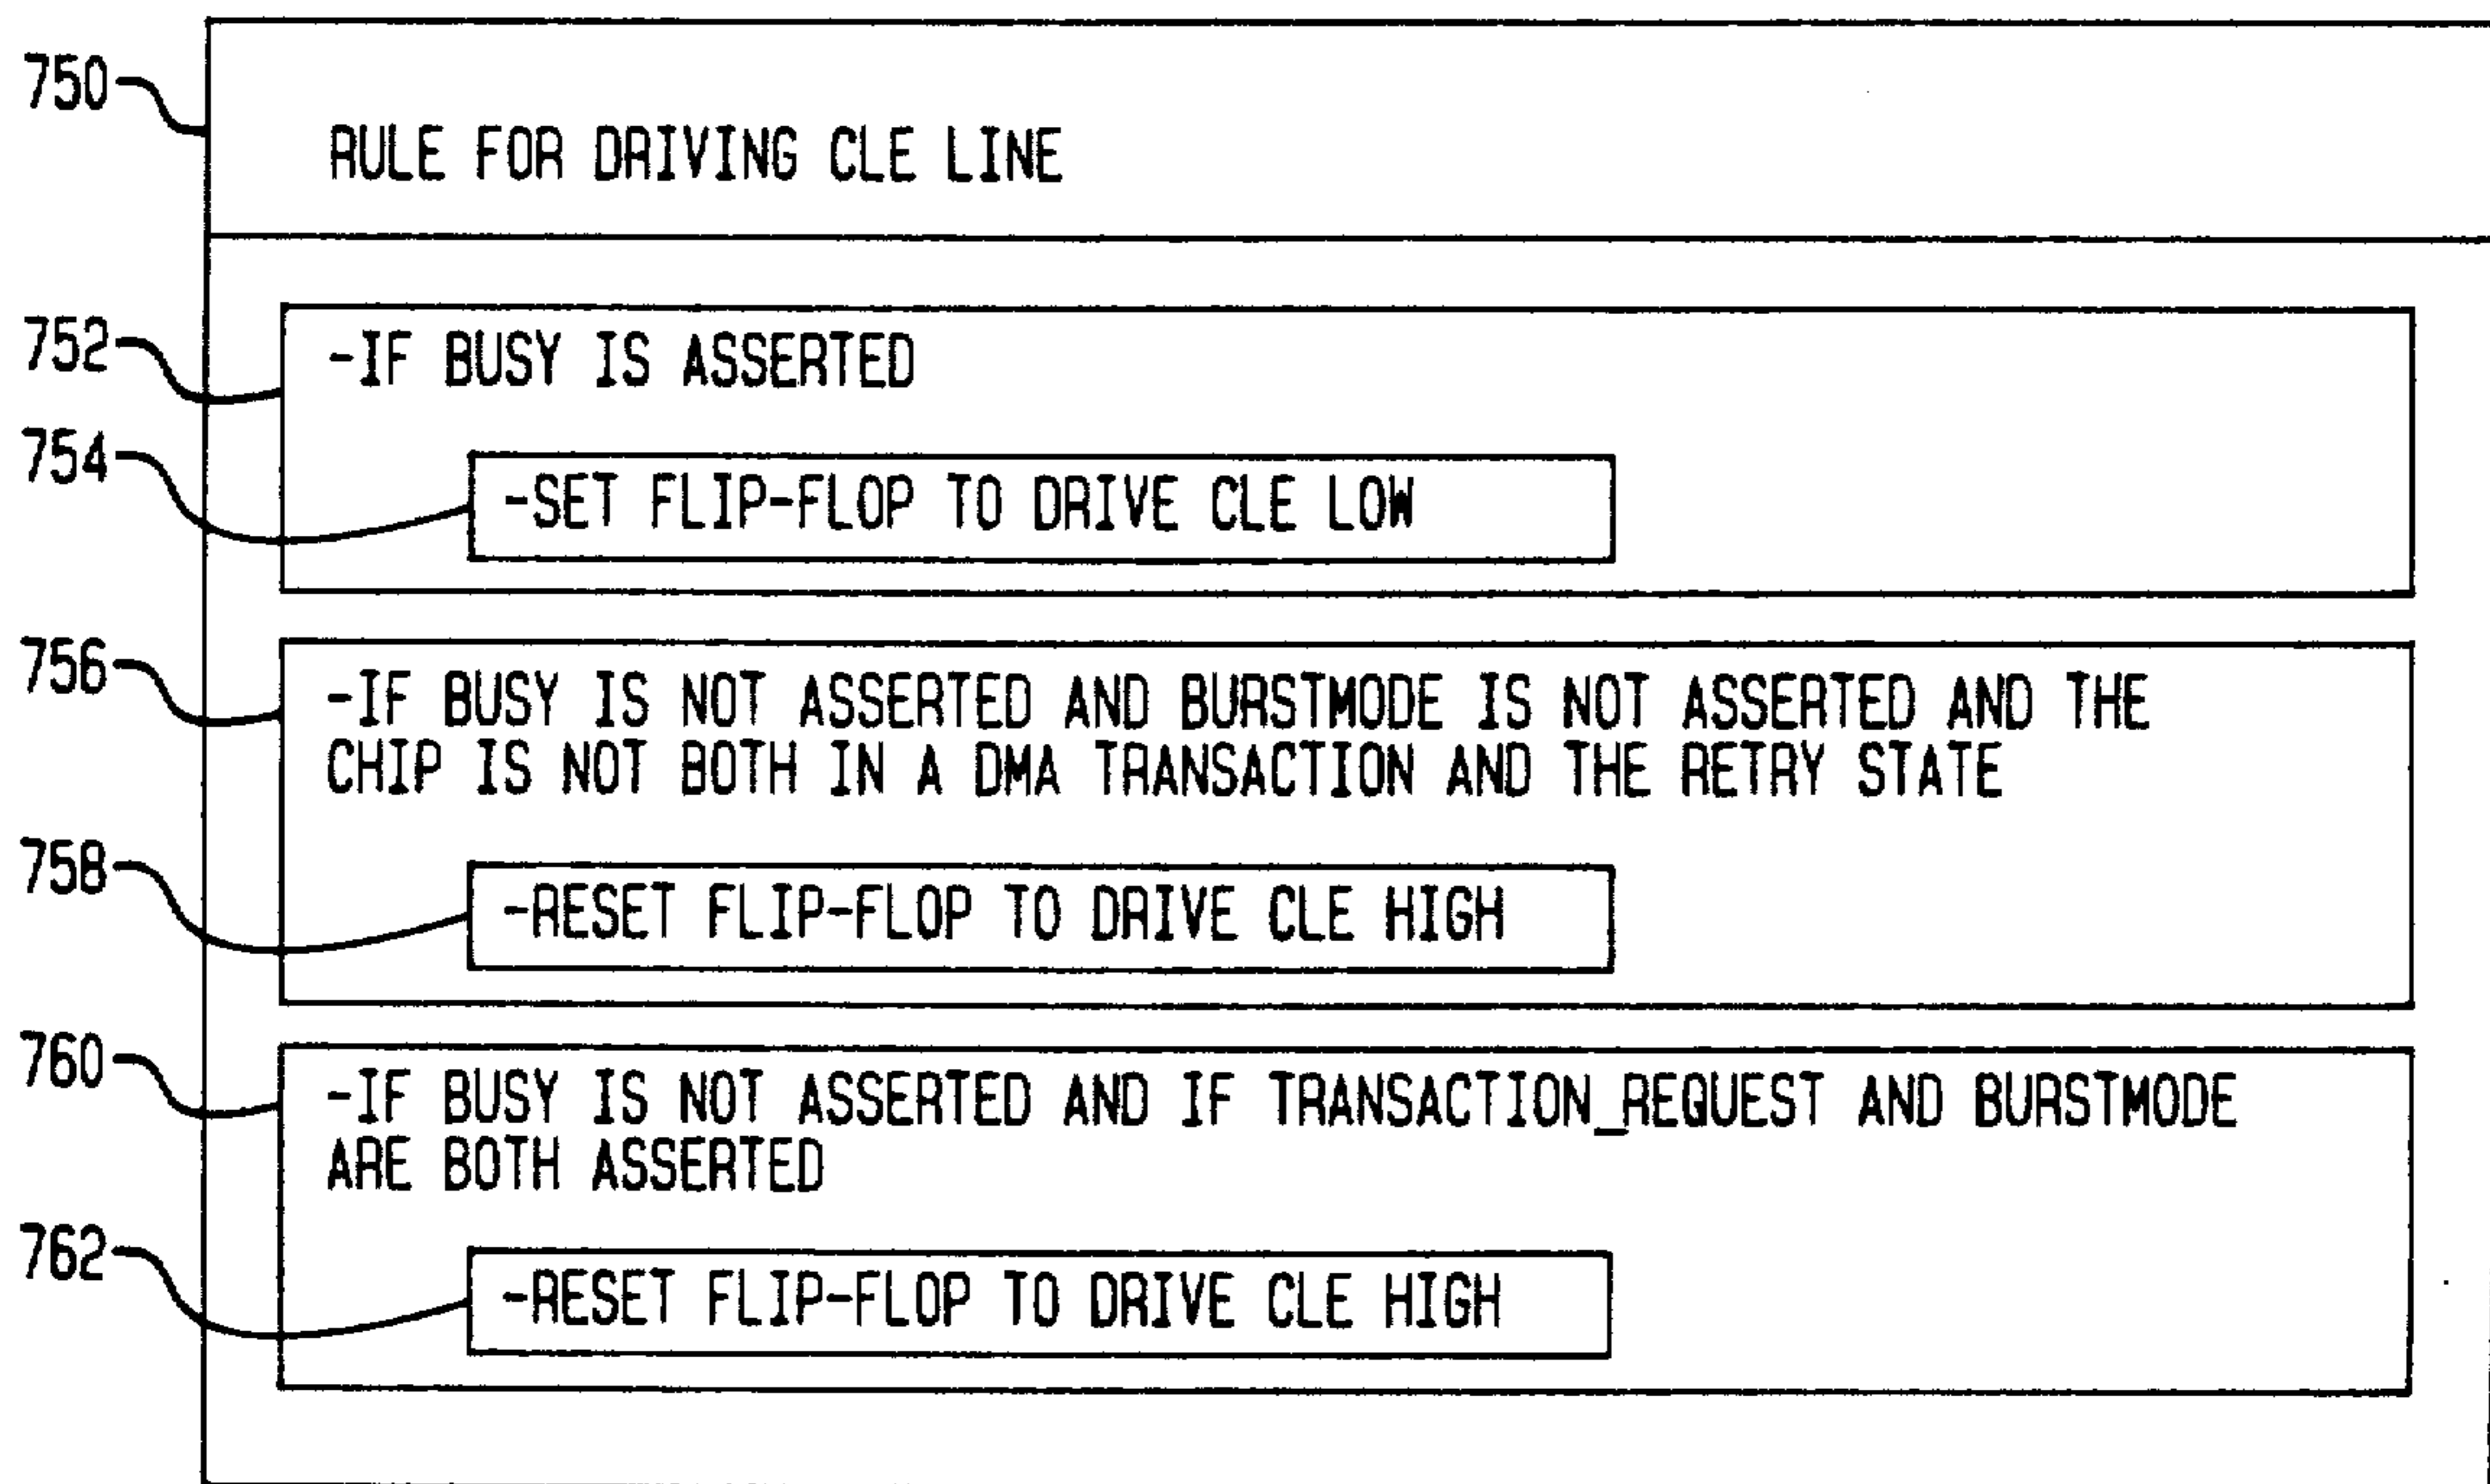 750
RULE FOR DRIVING CLE LINE
752
-IF BUSY IS ASSERTED
754
-SET FLIP-FLOP TO DRIVE CLE LOW
756
-IF BUSY IS NOT ASSERTED AND BURSTMODE IS NOT ASSERTED AND THE
CHIP IS NOT BOTH IN A DMA TRANSACTION AND THE RETRY STATE
758
-RESET FLIP-FLOP TO DRIVE CLE HIGH
760
-IF BUSY IS NOT ASSERTED AND IF TRANSACTION_REQUEST AND BURSTMODE
ARE BOTH ASSERTED
762
-RESET FLIP-FLOP TO DRIVE CLE HIGH